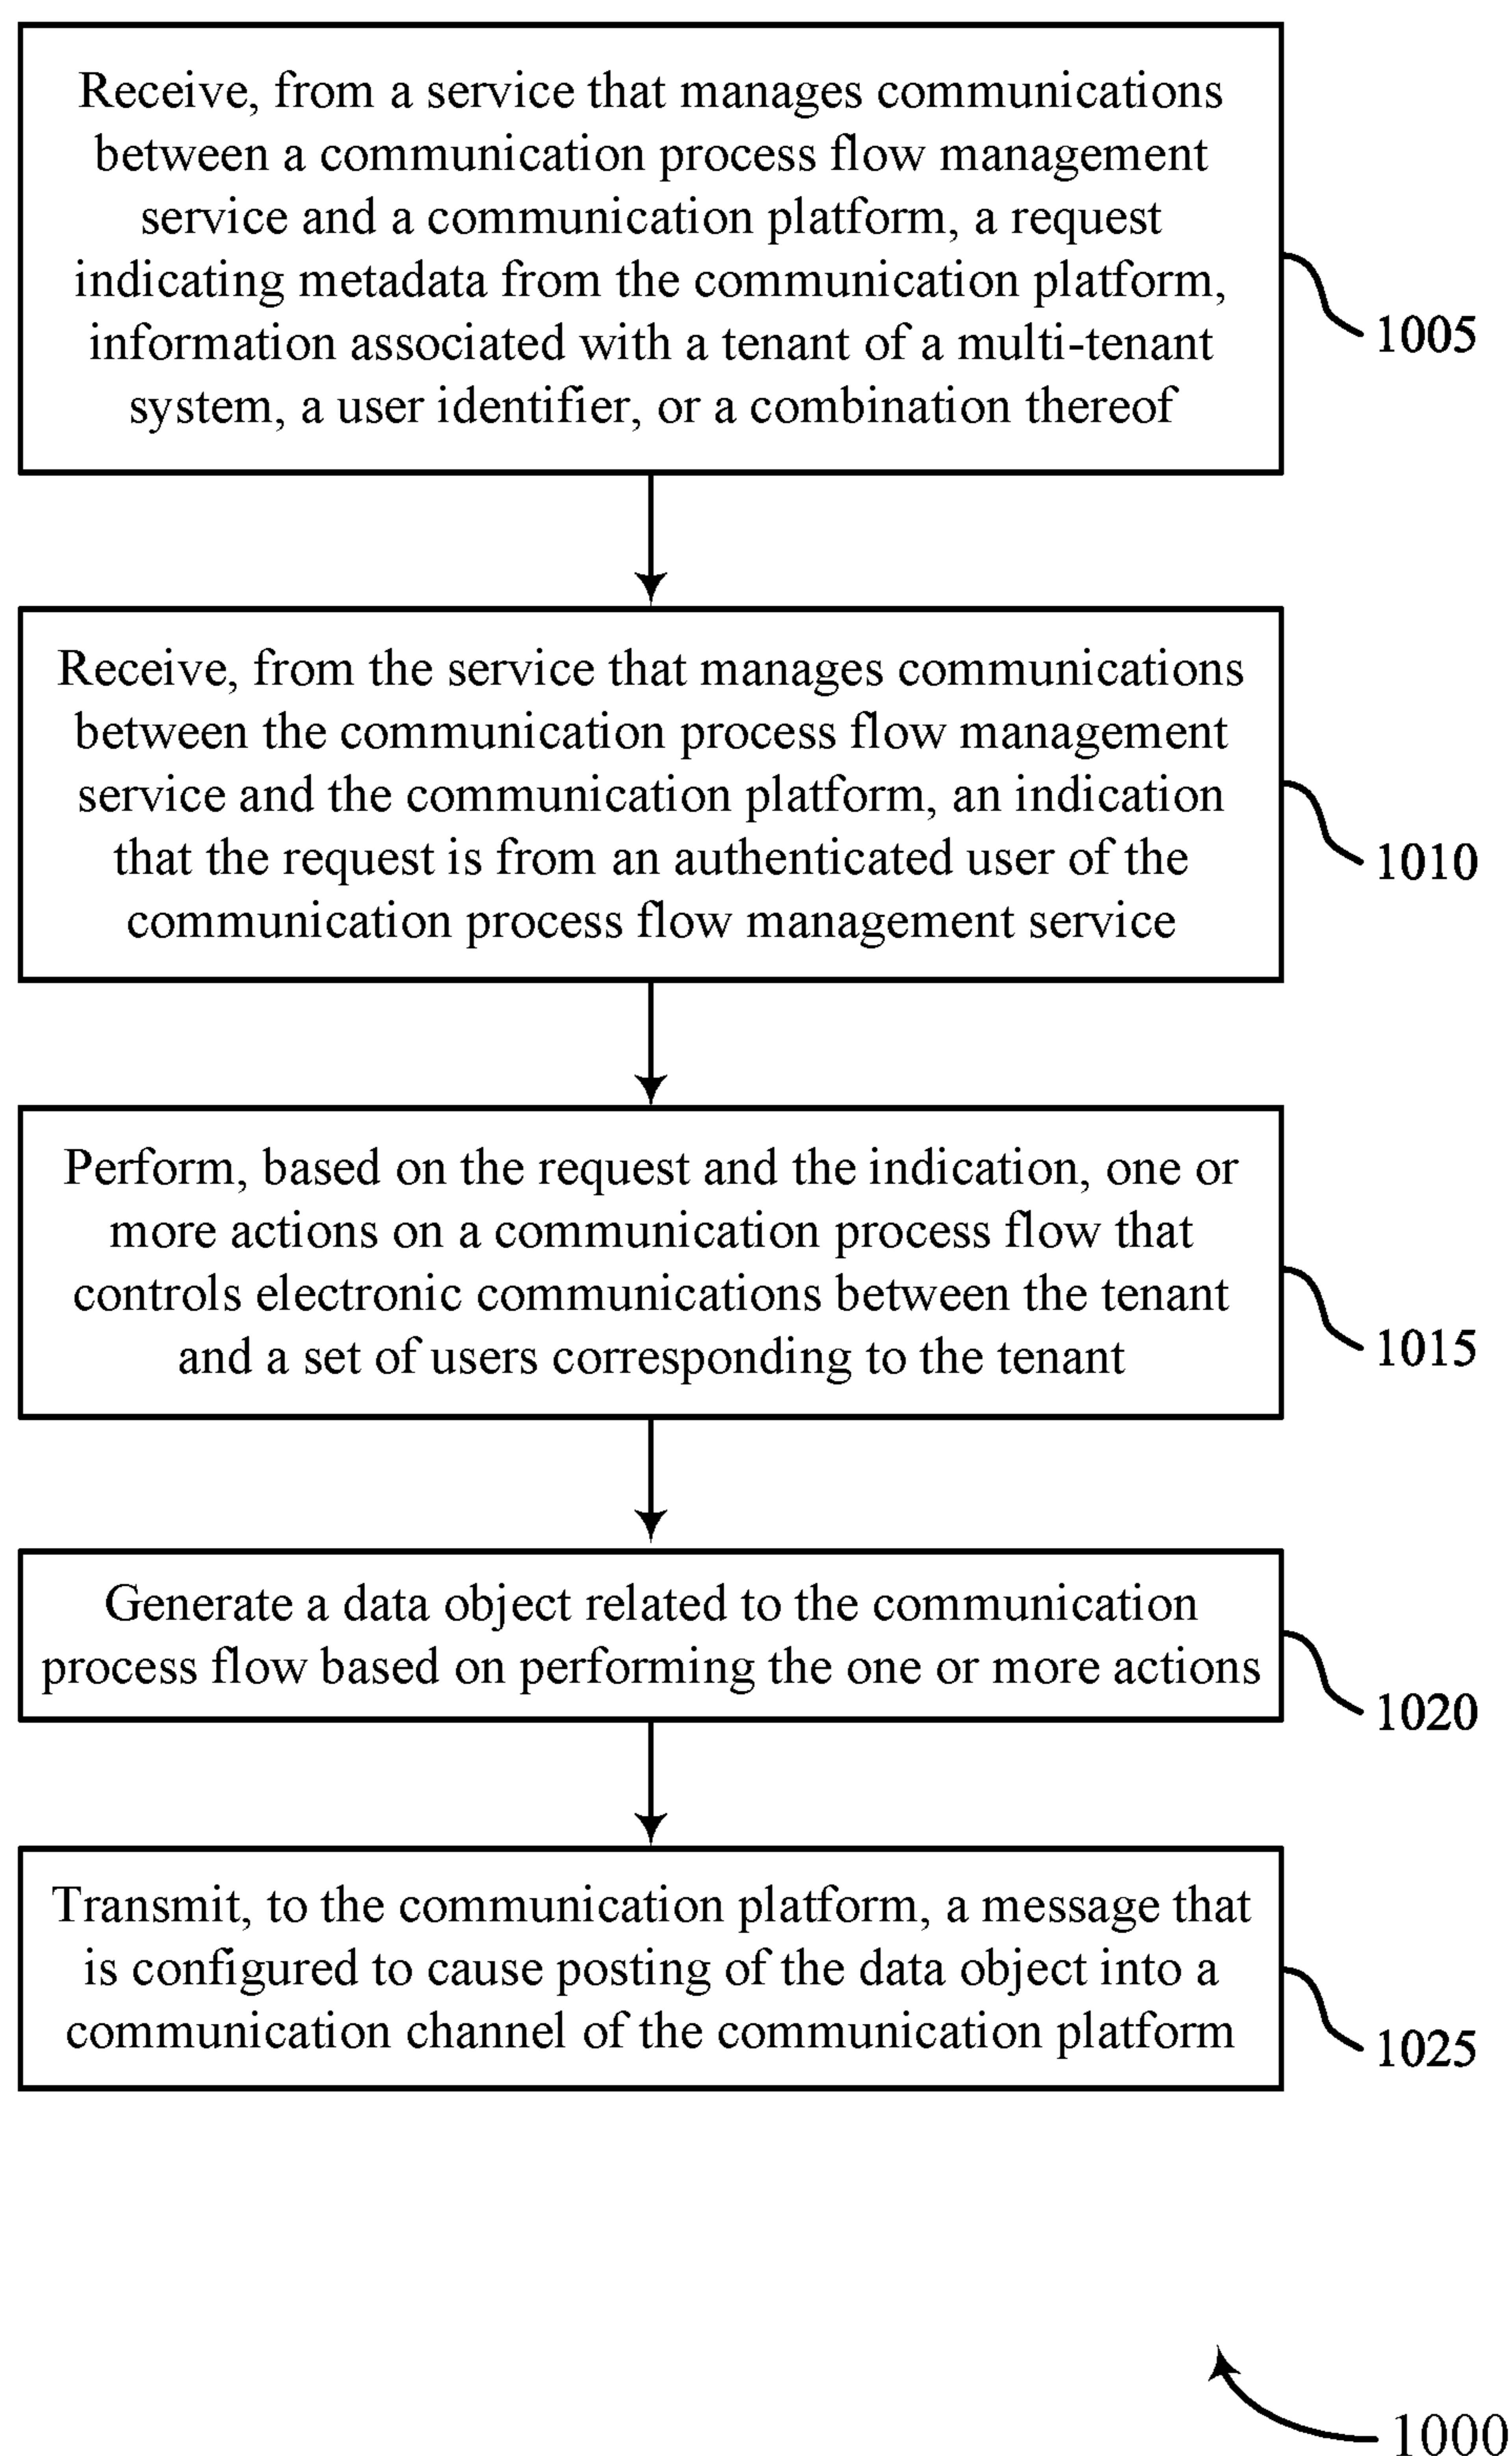 Receive, from a service that manages communications
between a communication process flow management
service and a communication platform, a request
indicating metadata from the communication platform,
information associated with a tenant of a multi-tenant
system, a user identifier, or a combination thereof
1005
Receive, from the service that manages communications
between the communication process flow management
service and the communication platform, an indication
that the request is from an authenticated user of the
communication process flow management service
1010
Perform, based on the request and the indication, one or
more actions on a communication process flow that
controls electronic communications between the tenant
and a set of users corresponding to the tenant
1015
Generate a data object related to the communication
process flow based on performing the one or more actions
1020
Transmit, to the communication platform, a message that
is configured to cause posting of the data object into a
communication channel of the communication platform
1025
1000